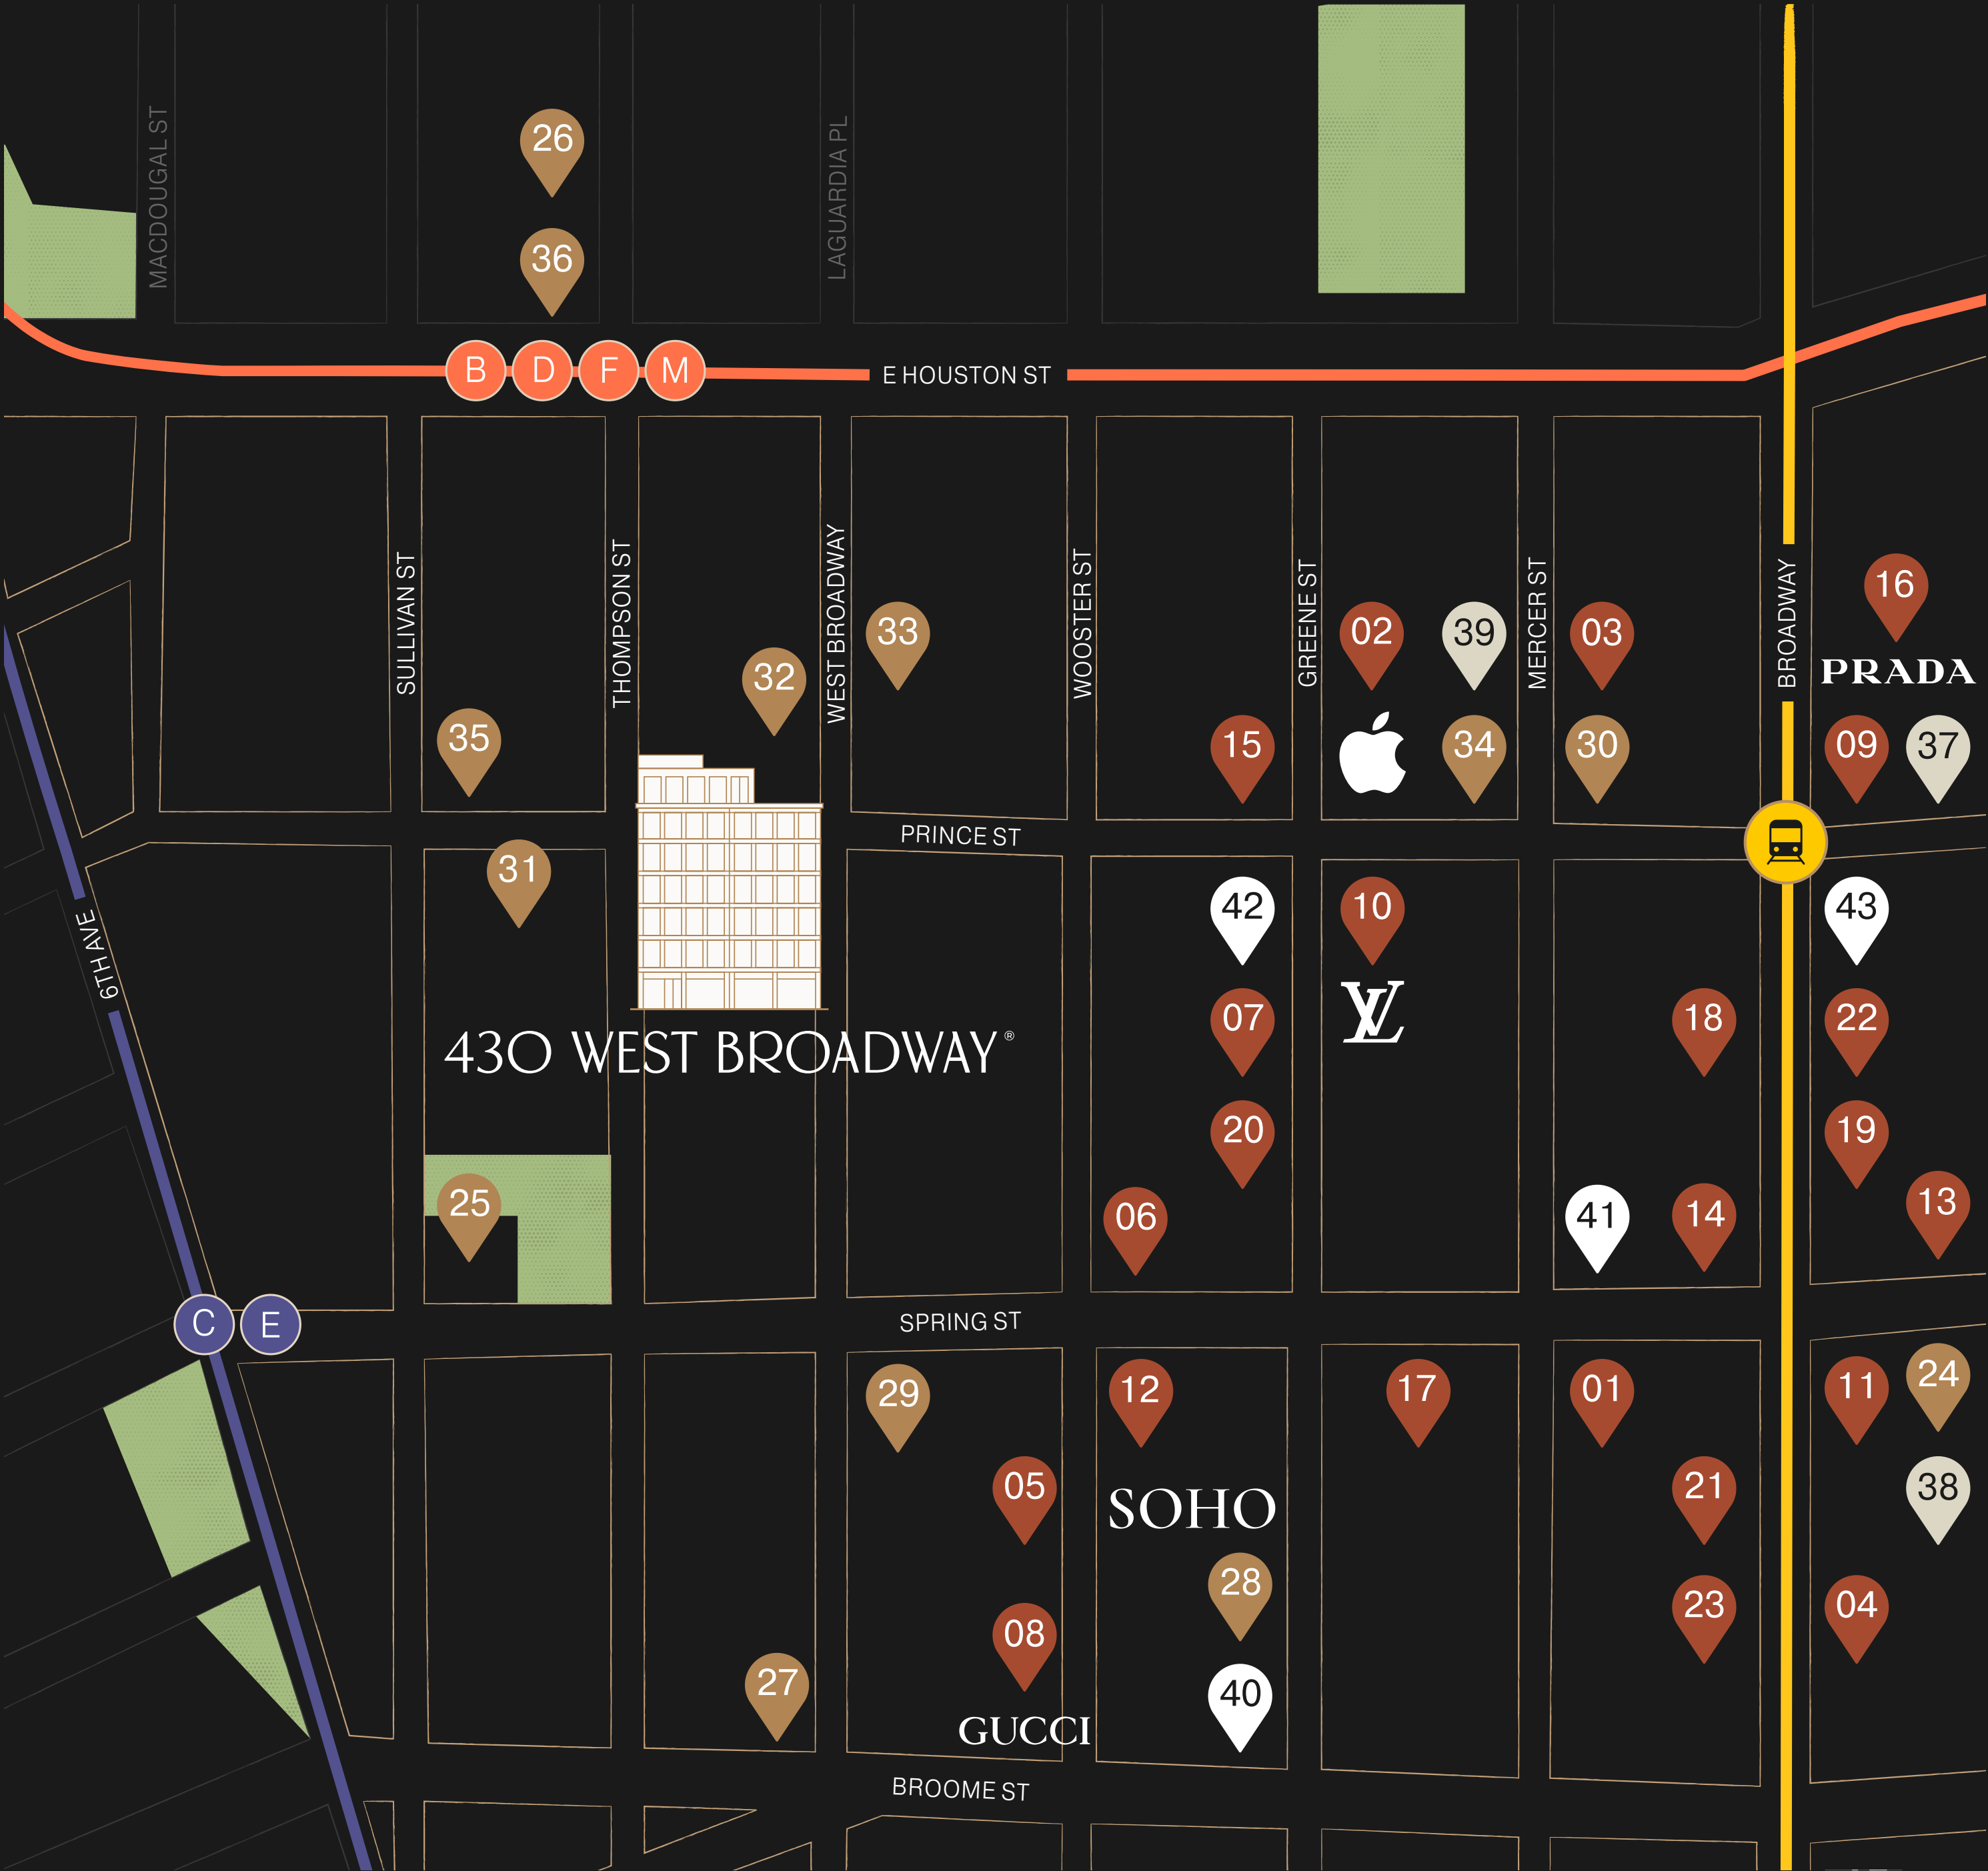 MACDOUGAL ST
26
LAGUARDIA PL
36
B D F M
E HOUSTON ST
SULLIVAN ST
THOMPSON ST
WEST BROADWAY
WOOSTER ST
GREENE ST
MERCER ST
BROADWAY
16
33
02
39
03
PRADA
32
35
15
34
30
09
37
PRINCE ST
31
6TH AVE
42
10
43
LV
07
18
22
430 WEST BROADWAY®
20
19
25
06
41
14
13
C E
SPRING ST
29
12
17
01
11
24
05
SOHO
21
38
28
08
23
04
27
40
GUCCI
BROOME ST